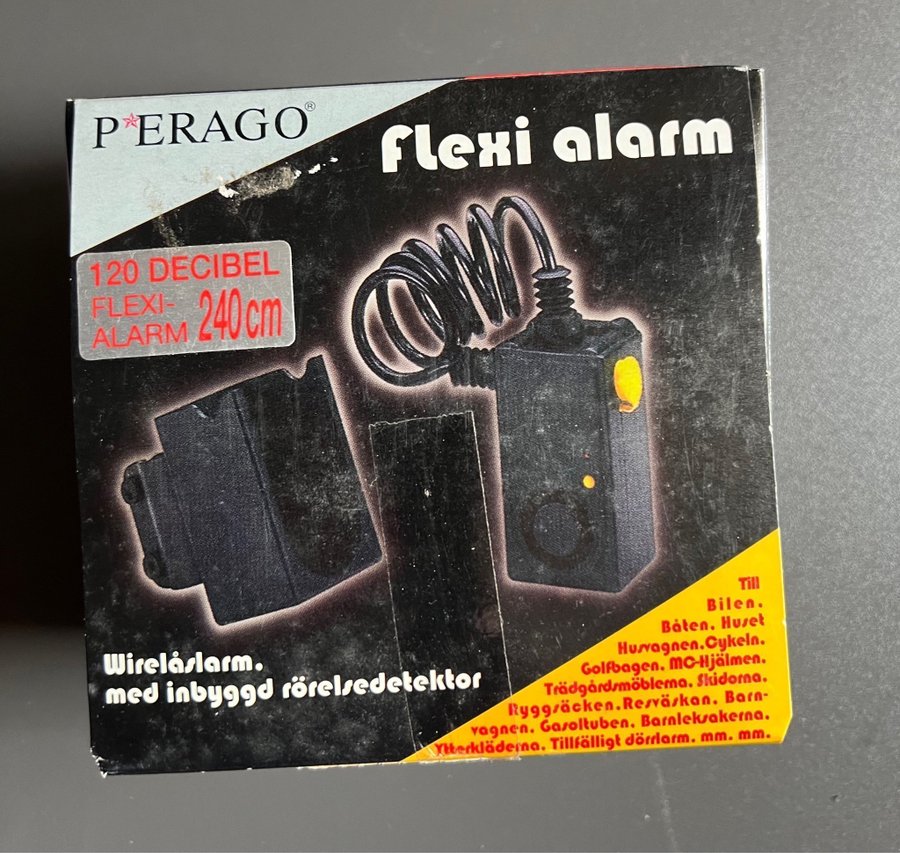 P*ERAGO®
Flexi alarm
120 DECIBEL
FLEXI-
ALARM 240cm
Wirelåslarm.
med inbyggd rörelsedetektor
Till
Bilen.
Båten. Huset
Husvagnen. Cykeln.
Golfbagen. MC-Hjälmen.
Trädgårdsmöblerna. Skidorna.
Ryggsäcken. Resväskan. Barn-
vagnen. Gasoltuben. Barnleksakerna.
Ytterkläderna. Tillfälligt dörrlarm. mm. mm.